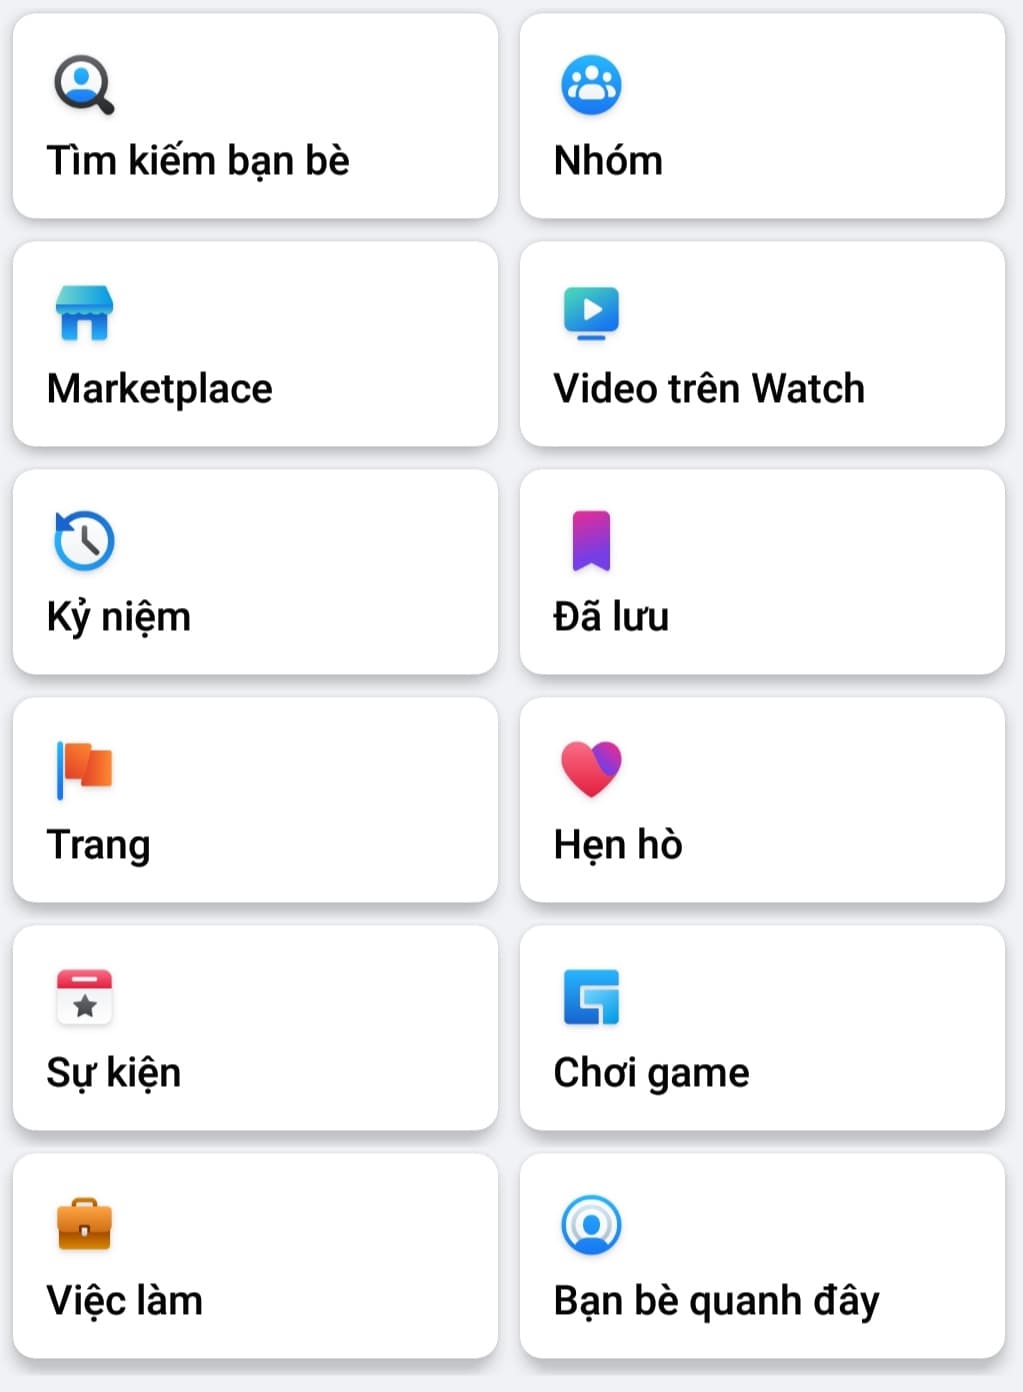 Tìm kiếm bạn bè
Nhóm
Marketplace
Video trên Watch
Kỷ niệm
Đã lưu
Trang
Hẹn hò
Sự kiện
Chơi game
Việc làm
Bạn bè quanh đây